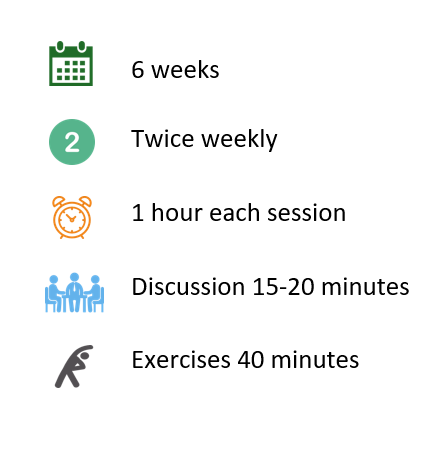 6 weeks
2
Twice weekly
1 hour each session
Discussion 15-20 minutes
Exercises 40 minutes